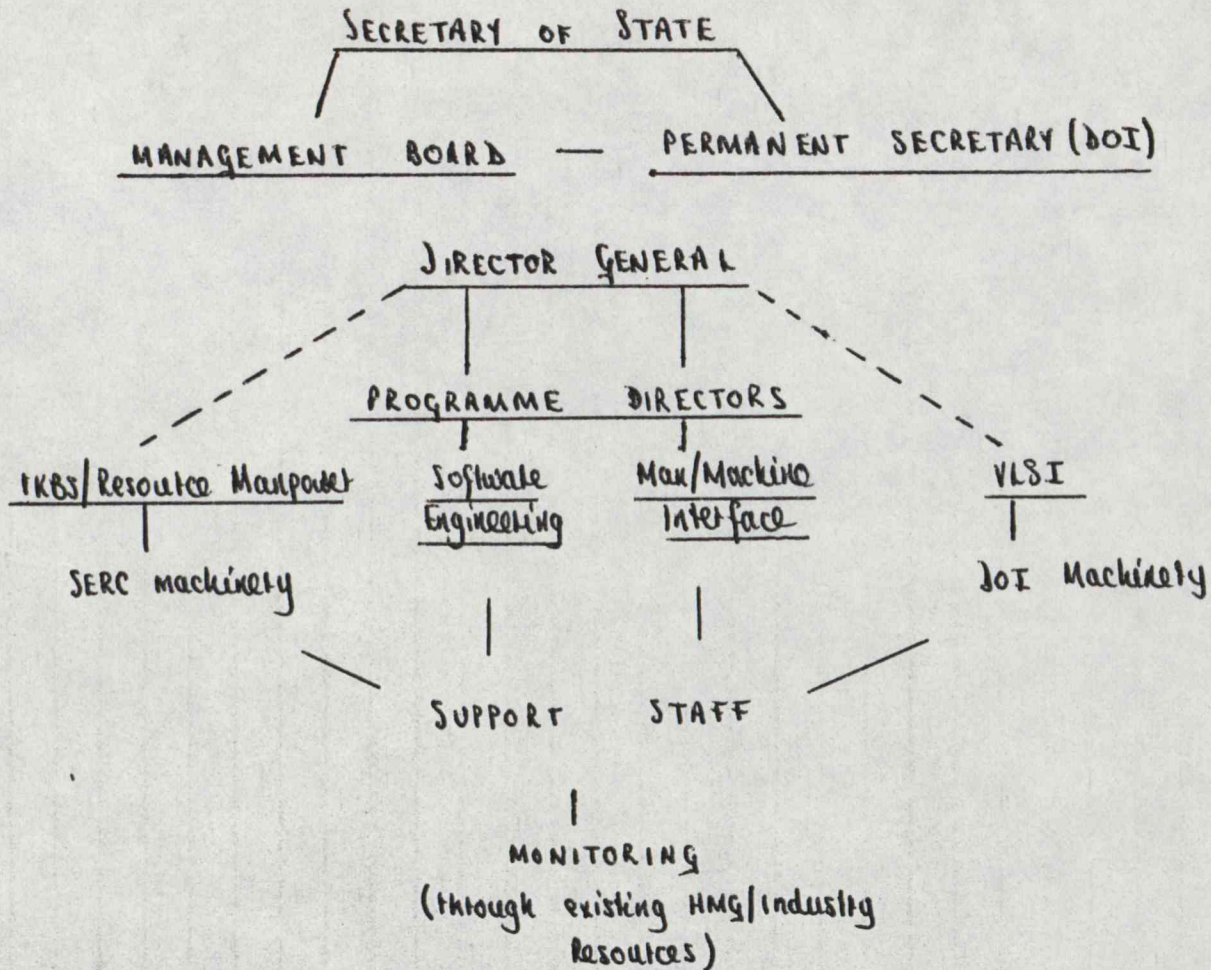 SECRETARY OF STATE
MANAGEMENT BOARD — PERMANENT SECRETARY (DOI)
DIRECTOR GENERAL
PROGRAMME DIRECTORS
IKBS/Resource Manpower
Software
Engineering
Man/Machine
Interface
VLSI
SERC machinery
DOI Machinery
SUPPORT STAFF
MONITORING
(through existing HMG/industry
Resources)